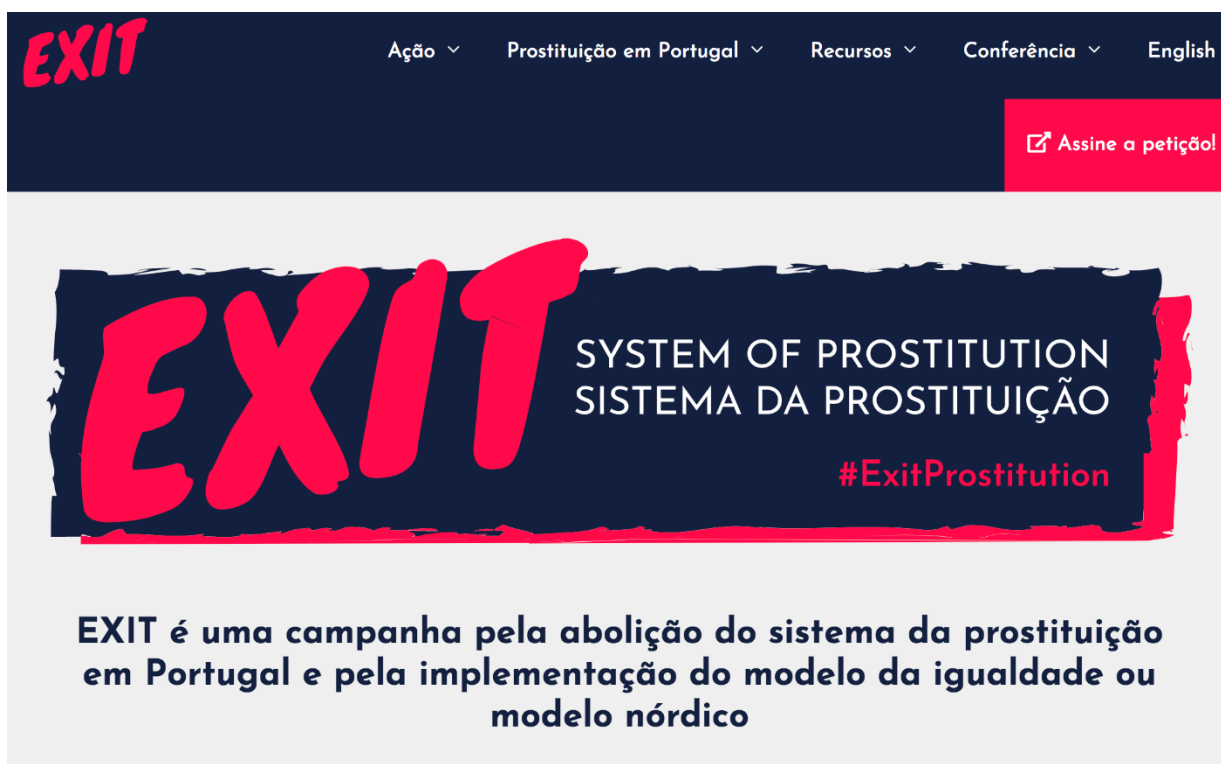 EXIT
Ação
Prostituição em Portugal
Recursos
Conferência
English
Assine a petição!
EXIT
SYSTEM OF PROSTITUTION
SISTEMA DA PROSTITUIÇÃO
#ExitProstitution
EXIT é uma campanha pela abolição do sistema da prostituição
em Portugal e pela implementação do modelo da igualdade ou
modelo nórdico